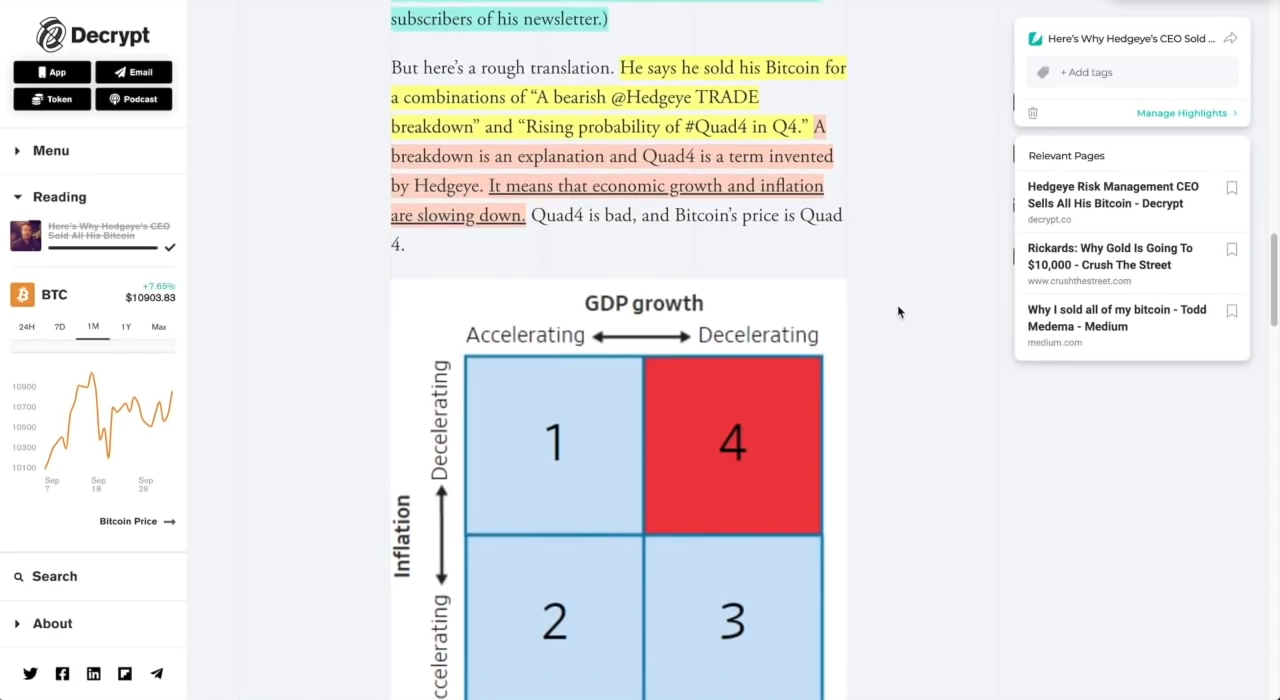 Decrypt
App
Email
Token
Podcast
Menu
Reading
Here's Why Hedgeye's CEO
Sold All His Bitcoin
BTC
+7.65%
$10903.83
24H 7D 1M 1Y Max
10900
10700
10500
10300
10100
Sep
7
Sep
18
Sep
29
Bitcoin Price
Search
About
subscribers of his newsletter.)
But here’s a rough translation. He says he sold his Bitcoin for
a combinations of “A bearish @Hedgeye TRADE
breakdown” and “Rising probability of #Quad4 in Q4.” A
breakdown is an explanation and Quad4 is a term invented
by Hedgeye. It means that economic growth and inflation
are slowing down. Quad4 is bad, and Bitcoin’s price is Quad
4.
GDP growth
Accelerating Decelerating
Inflation
Decelerating
ccelerating
1
4
2
3
Here’s Why Hedgeye’s CEO Sold ...
+ Add tags
Manage Highlights
Relevant Pages
Hedgeye Risk Management CEO
Sells All His Bitcoin - Decrypt
decrypt.co
Rickards: Why Gold Is Going To
$10,000 - Crush The Street
www.crushthestreet.com
Why I sold all of my bitcoin - Todd
Medema - Medium
medium.com